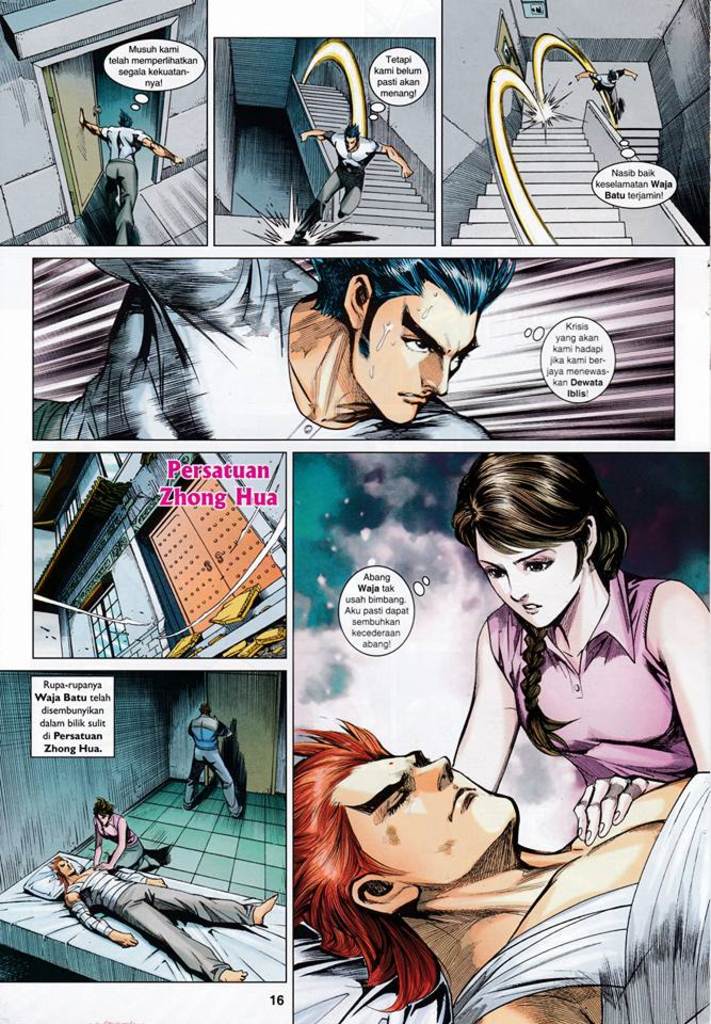 Musuh kami
telah memperlihatkan
segala kekuatan-
nya!
Tetapi
kami belum
pasti akan
menang!
Nasib baik
keselamatan Waja
Batu terjamin!
Krisis
yang akan
kami hadapi
jika kami ber-
jaya menewas-
kan Dewata
Iblis!
Persatuan
Zhong Hua
Abang
Waja tak
usah bimbang.
Aku pasti dapat
sembuhkan
kecederaan
abang!
Rupa-rupanya
Waja Batu telah
disembunyikan
dalam bilik sulit
di Persatuan
Zhong Hua.
16